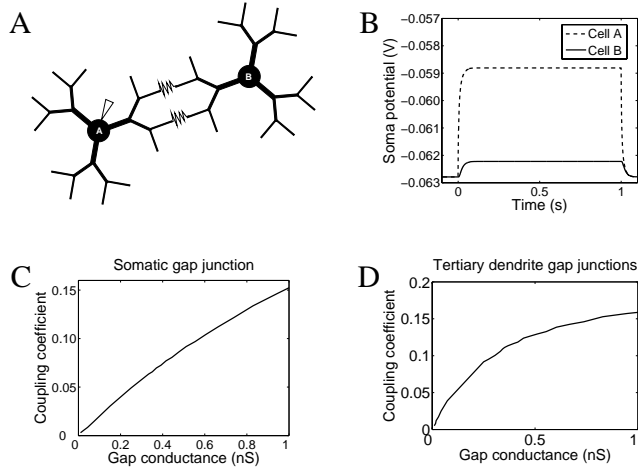 A
B
A
B
−0.057
−0.058
−0.059
−0.060
−0.061
−0.062
−0.063
Soma potential (V)
Cell A
Cell B
0 0.5 1
Time (s)
C
Somatic gap junction
0.15
0.10
0.05
0
Coupling coefficient
0 0.2 0.4 0.6 0.8 1
Gap conductance (nS)
D
Tertiary dendrite gap junctions
0.2
0.15
0.1
0.05
0
Coupling coefficient
0 0.5 1
Gap conductance (nS)